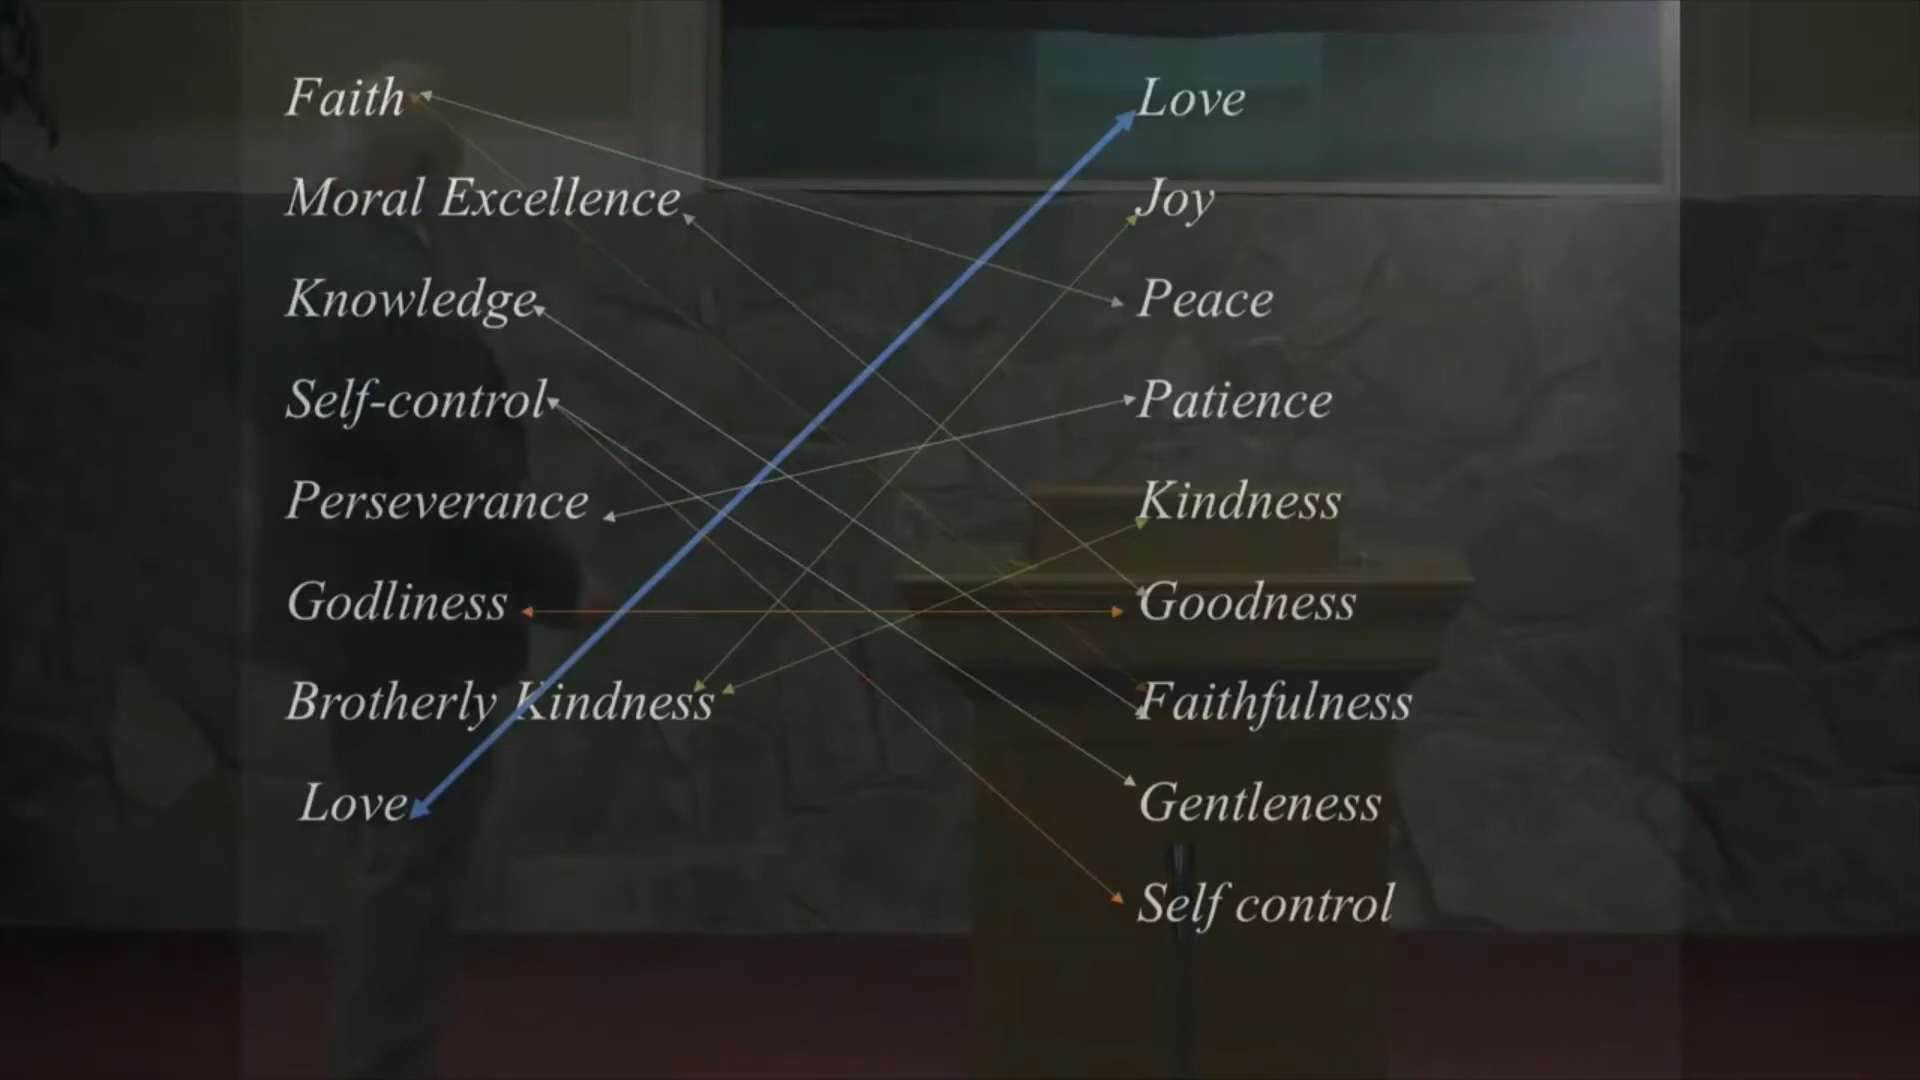 Faith
Moral Excellence
Knowledge
Self-control
Perseverance
Godliness
Brotherly Kindness
Love
Love
Joy
Peace
Patience
Kindness
Goodness
Faithfulness
Gentleness
Self control